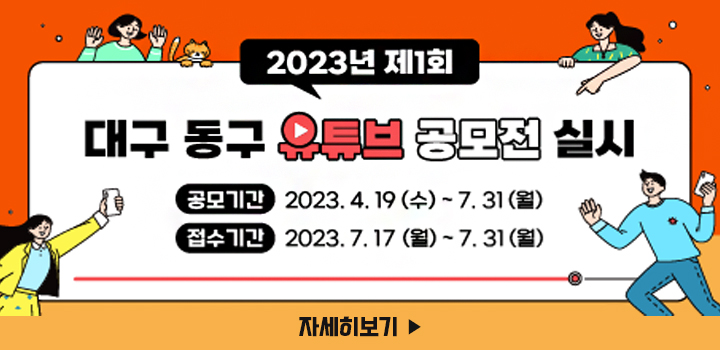 2023년 제1회
대구 동구 유튜브 공모전 실시
공모기간 2023. 4. 19 (수) ~ 7. 31 (월)
접수기간 2023. 7. 17 (월) ~ 7. 31 (월)
자세히보기 ▶